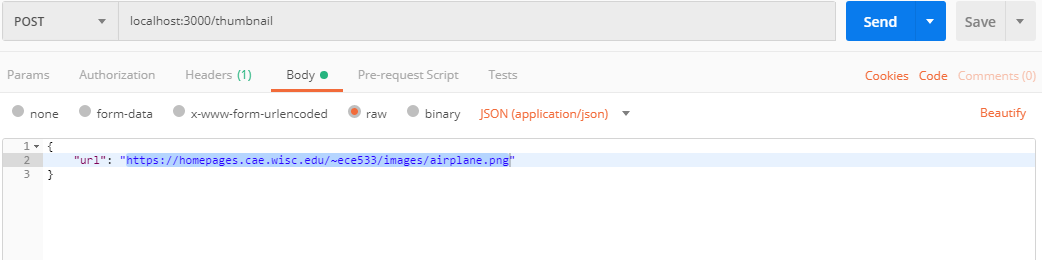 POST localhost:3000/thumbnail Send Save
Params Authorization Headers (1) Body Pre-request Script Tests Cookies Code Comments (0)
none form-data x-www-form-urlencoded raw binary JSON (application/json) Beautify
1 {
2 "url": "https://homepages.cae.wisc.edu/~ece533/images/airplane.png"
3 }